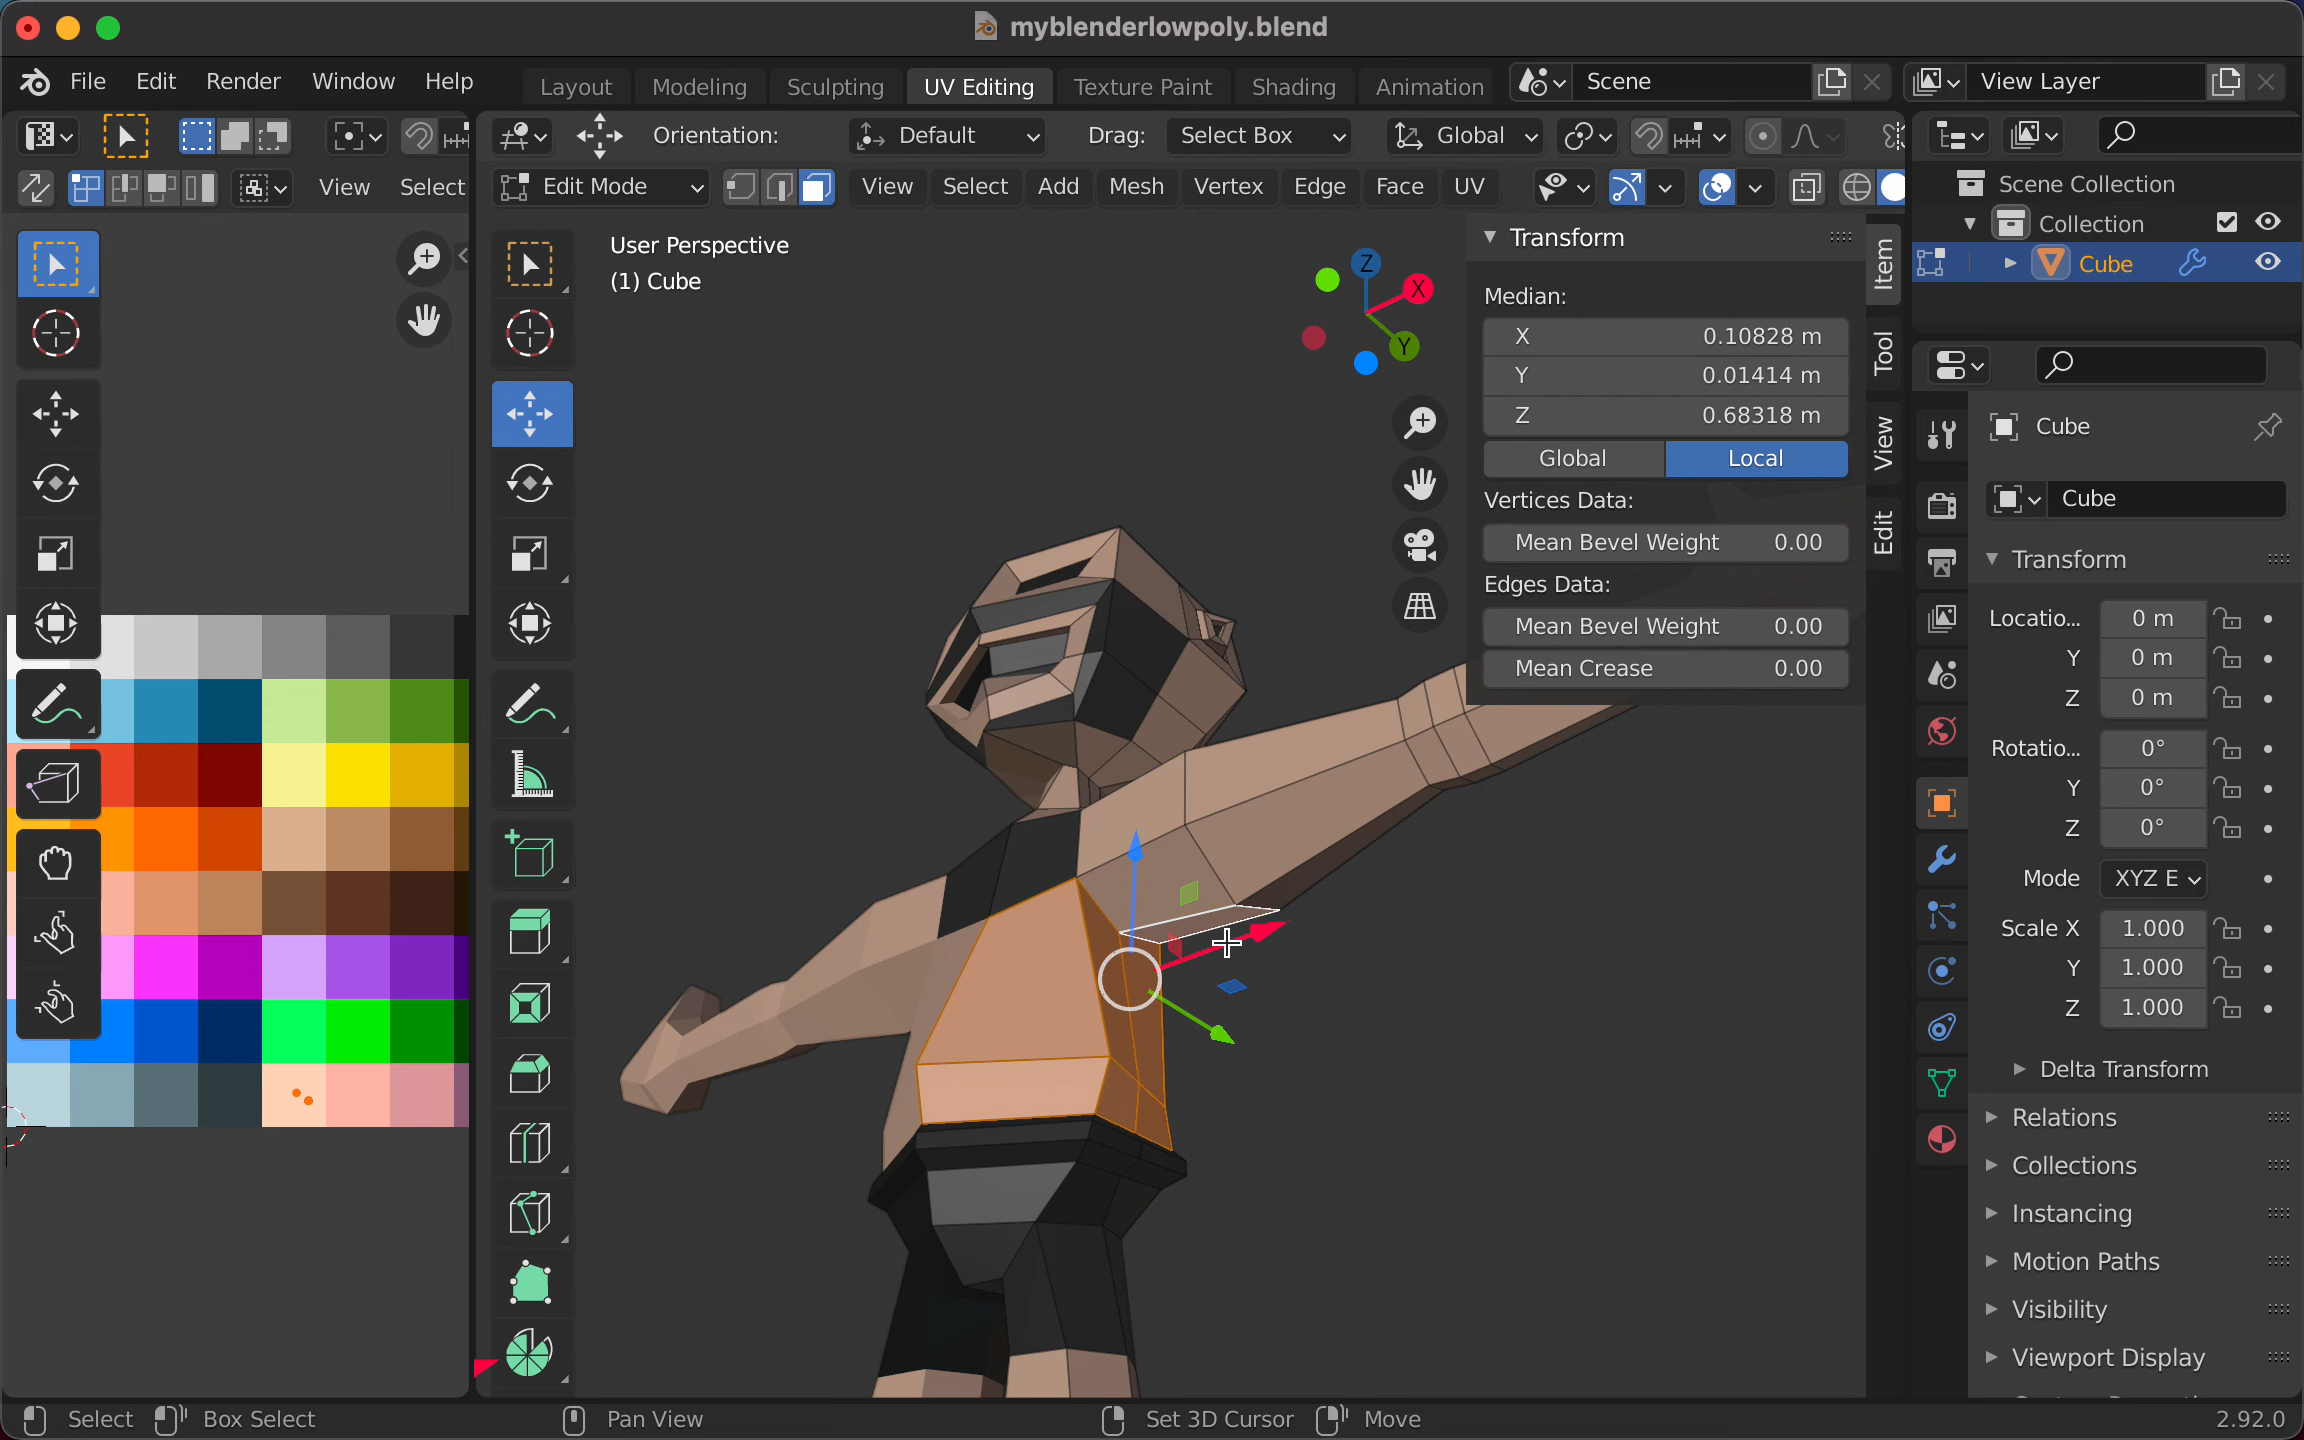 myblenderlowpoly.blend
File Edit Render Window Help Layout Modeling Sculpting UV Editing Texture Paint Shading Animation Scene View Layer
Orientation: Default Drag: Select Box Global
View Select Edit Mode View Select Add Mesh Vertex Edge Face UV
User Perspective
(1) Cube
Z
X
Y
Transform
Median:
X 0.10828 m
Y 0.01414 m
Z 0.68318 m
Global Local
Vertices Data:
Mean Bevel Weight 0.00
Edges Data:
Mean Bevel Weight 0.00
Mean Crease 0.00
Item
Tool
View
Edit
Scene Collection
Collection
Cube
Cube
Cube
Transform
Locatio... 0 m
Y 0 m
Z 0 m
Rotatio... 0°
Y 0°
Z 0°
Mode XYZ E
Scale X 1.000
Y 1.000
Z 1.000
Delta Transform
Relations
Collections
Instancing
Motion Paths
Visibility
Viewport Display
Select Box Select Pan View Set 3D Cursor Move 2.92.0